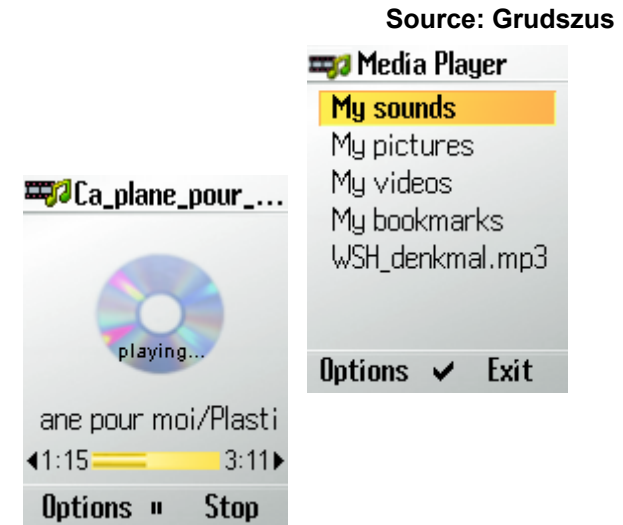 Source: Grudszus
Media Player
My sounds
My pictures
My videos
My bookmarks
WSH_denkmal.mp3
Options Exit
Ca_plane_pour_...
playing...
ane pour moi/Plasti
1:15 3:11
Options Stop